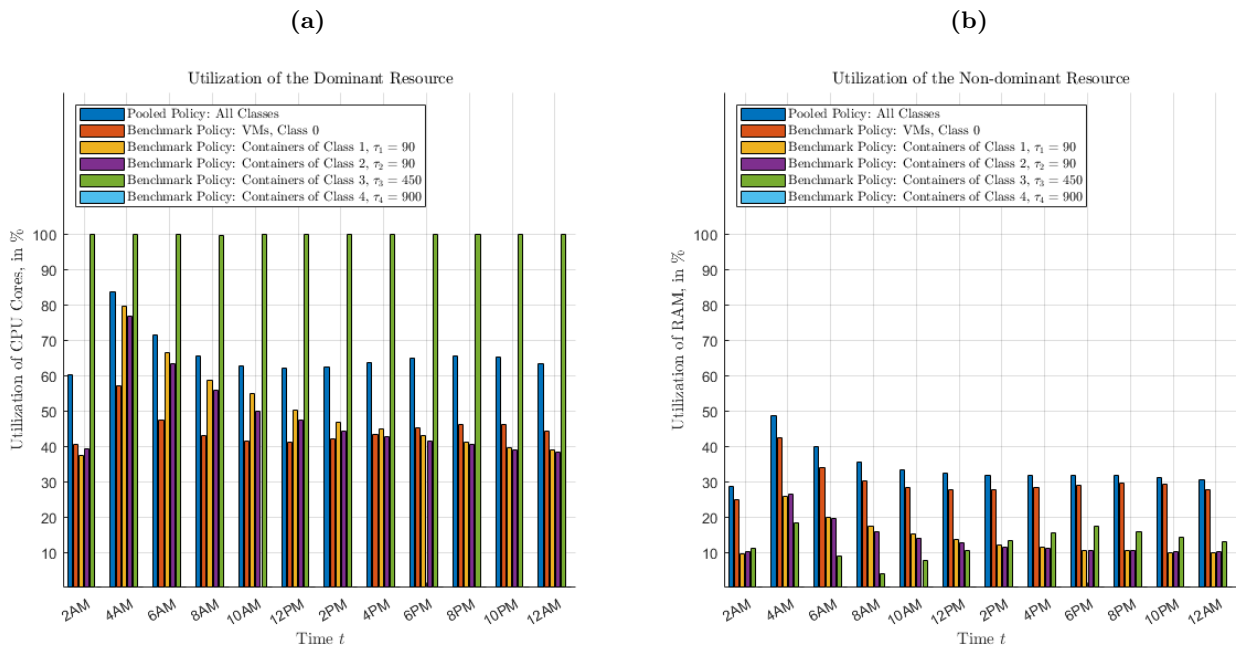 (a)
Utilization of the Dominant Resource
Pooled Policy: All Classes
Benchmark Policy: VMs, Class 0
Benchmark Policy: Containers of Class 1, τ₁ = 90
Benchmark Policy: Containers of Class 2, τ₂ = 90
Benchmark Policy: Containers of Class 3, τ₃ = 450
Benchmark Policy: Containers of Class 4, τ₄ = 900
Utilization of CPU Cores, in %
100
90
80
70
60
50
40
30
20
10
2AM 4AM 6AM 8AM 10AM 12PM 2PM 4PM 6PM 8PM 10PM 12AM
Time t
(b)
Utilization of the Non-dominant Resource
Pooled Policy: All Classes
Benchmark Policy: VMs, Class 0
Benchmark Policy: Containers of Class 1, τ₁ = 90
Benchmark Policy: Containers of Class 2, τ₂ = 90
Benchmark Policy: Containers of Class 3, τ₃ = 450
Benchmark Policy: Containers of Class 4, τ₄ = 900
Utilization of RAM, in %
100
90
80
70
60
50
40
30
20
10
2AM 4AM 6AM 8AM 10AM 12PM 2PM 4PM 6PM 8PM 10PM 12AM
Time t